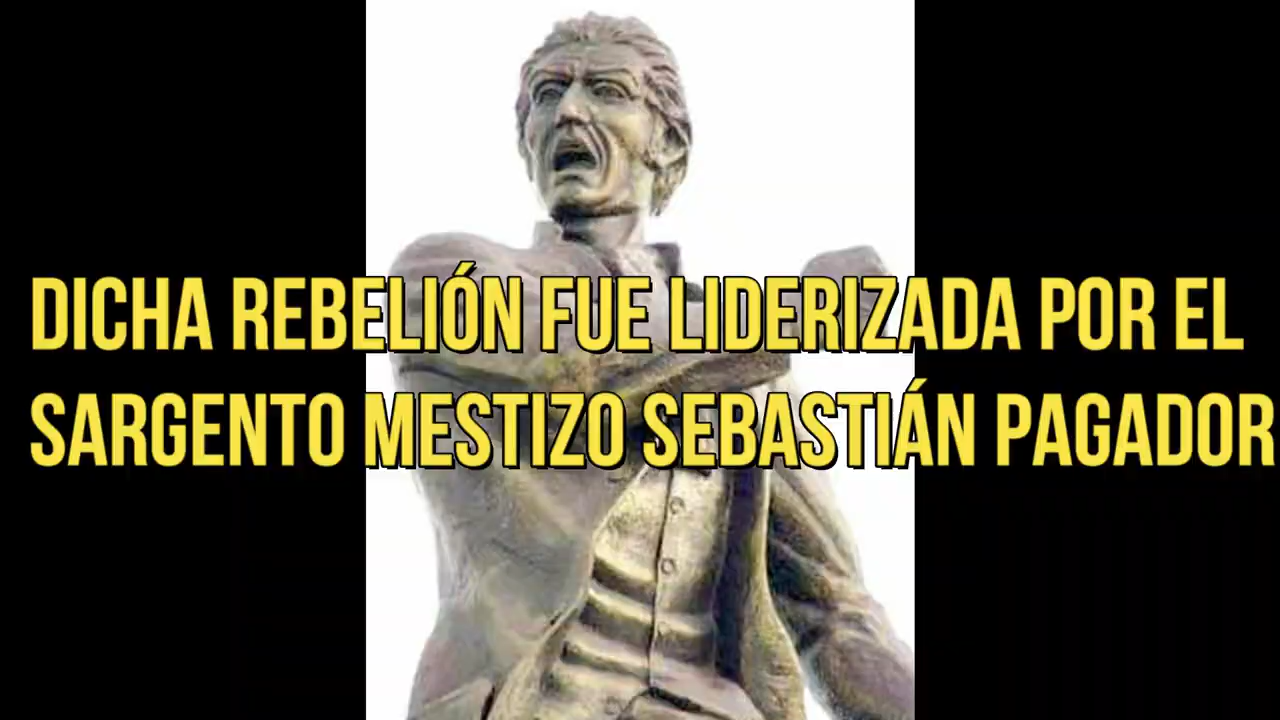 DICHA REBELIÓN FUE LIDERIZADA POR EL
SARGENTO MESTIZO SEBASTIÁN PAGADOR